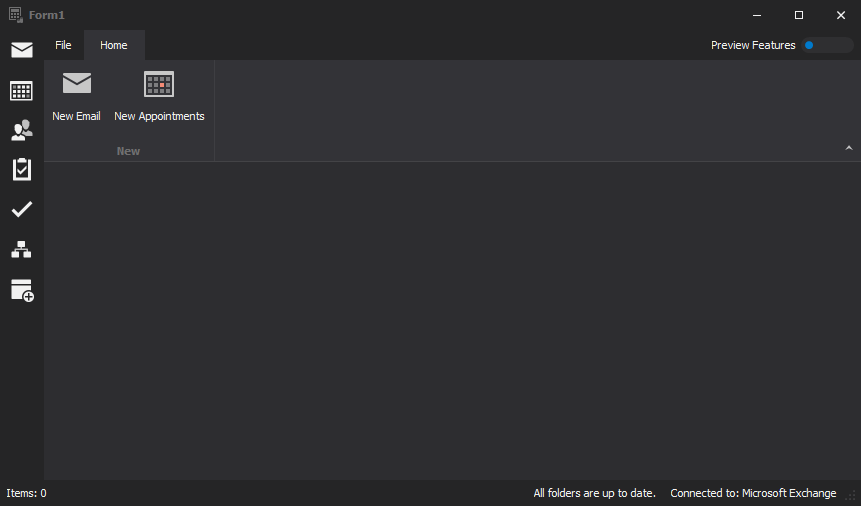 Form1
File Home Preview Features
New Email New Appointments
New
Items: 0 All folders are up to date. Connected to: Microsoft Exchange